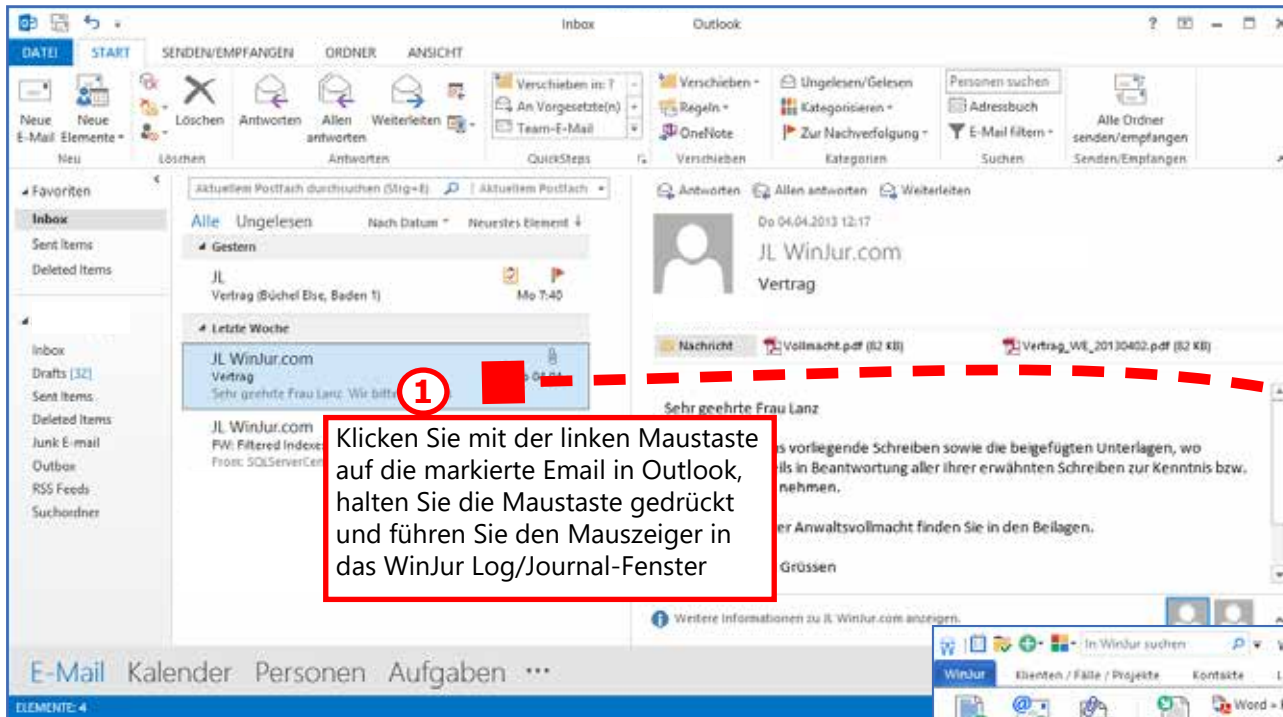 Inbox Outlook ?
DATEI START SENDEN/EMPFANGEN ORDNER ANSICHT
Neue E-Mail
Neue Elemente
Löschen
Antworten
Allen antworten
Weiterleiten
Verschieben in: ?
An Vorgesetzte(n)
Team-E-Mail
Verschieben
Regeln
OneNote
Ungelesen/Gelesen
Kategorisieren
Zur Nachverfolgung
Personen suchen
Adressbuch
E-Mail filtern
Alle Ordner
senden/empfangen
Neu Löschen Antworten QuickSteps Verschieben Kategorien Suchen Senden/Empfangen
Favoriten
Inbox
Sent Items
Deleted Items
Inbox
Drafts [32]
Sent Items
Deleted Items
Junk E-mail
Outbox
RSS Feeds
Suchordner
Aktuellem Postfach durchsuchen (Strg+E) Aktuellem Postfach
Alle Ungelesen Nach Datum Neuestes Element
Gestern
JL
Vertrag (Büchel Else, Baden 1) Mo 7:40
Letzte Woche
JL WinJur.com
Vertrag 04.04
Sehr geehrte Frau Lanz Wir
JL WinJur.com
FW: Filtered Indexes
From: SQLServerCen
1
Klicken Sie mit der linken Maustaste
auf die markierte Email in Outlook,
halten Sie die Maustaste gedrückt
und führen Sie den Mauszeiger in
das WinJur Log/Journal-Fenster
Antworten Allen antworten Weiterleiten
Do 04.04.2013 12:17
JL WinJur.com
Vertrag
Nachricht Vollmacht.pdf (82 KB) Vertrag_WE_20130402.pdf (82 KB)
Sehr geehrte Frau Lanz
s vorliegende Schreiben sowie die beigefügten Unterlagen, wo
ils in Beantwortung aller Ihrer erwähnten Schreiben zur Kenntnis bzw.
nehmen.
er Anwaltsvollmacht finden Sie in den Beilagen.
Grüssen
Weitere Informationen zu JL WinJur.com anzeigen.
In WinJur suchen
WinJur Klienten / Fälle / Projekte Kontakte L
Word
E-Mail Kalender Personen Aufgaben ···
ELEMENTE: 4